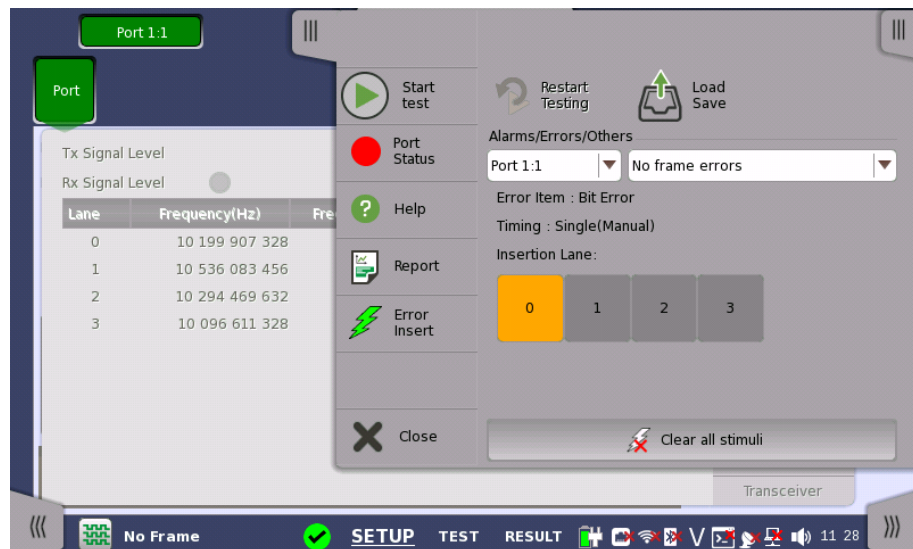 Port 1:1
Port
Tx Signal Level
Rx Signal Level
Lane Frequency(Hz) Fre
0 10 199 907 328
1 10 536 083 456
2 10 294 469 632
3 10 096 611 328
Start
test
Port
Status
Help
Report
Error
Insert
Close
Restart
Testing
Load
Save
Alarms/Errors/Others
Port 1:1 No frame errors
Error Item : Bit Error
Timing : Single(Manual)
Insertion Lane:
0 1 2 3
Clear all stimuli
Transceiver
No Frame SETUP TEST RESULT 11 28